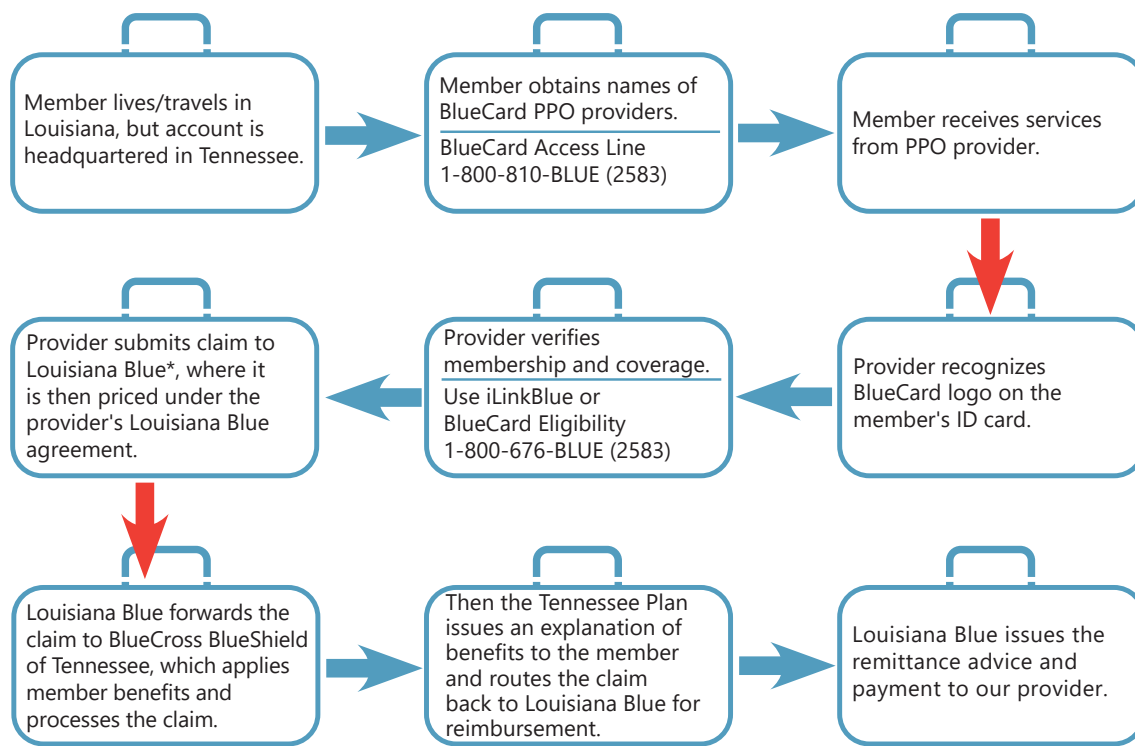 Member lives/travels in
Louisiana, but account is
headquartered in Tennessee.
Member obtains names of
BlueCard PPO providers.
BlueCard Access Line
1-800-810-BLUE (2583)
Member receives services
from PPO provider.
Provider recognizes
BlueCard logo on the
member's ID card.
Provider verifies
membership and coverage.
Use iLinkBlue or
BlueCard Eligibility
1-800-676-BLUE (2583)
Provider submits claim to
Louisiana Blue*, where it
is then priced under the
provider's Louisiana Blue
agreement.
Louisiana Blue forwards the
claim to BlueCross BlueShield
of Tennessee, which applies
member benefits and
processes the claim.
Then the Tennessee Plan
issues an explanation of
benefits to the member
and routes the claim
back to Louisiana Blue for
reimbursement.
Louisiana Blue issues the
remittance advice and
payment to our provider.